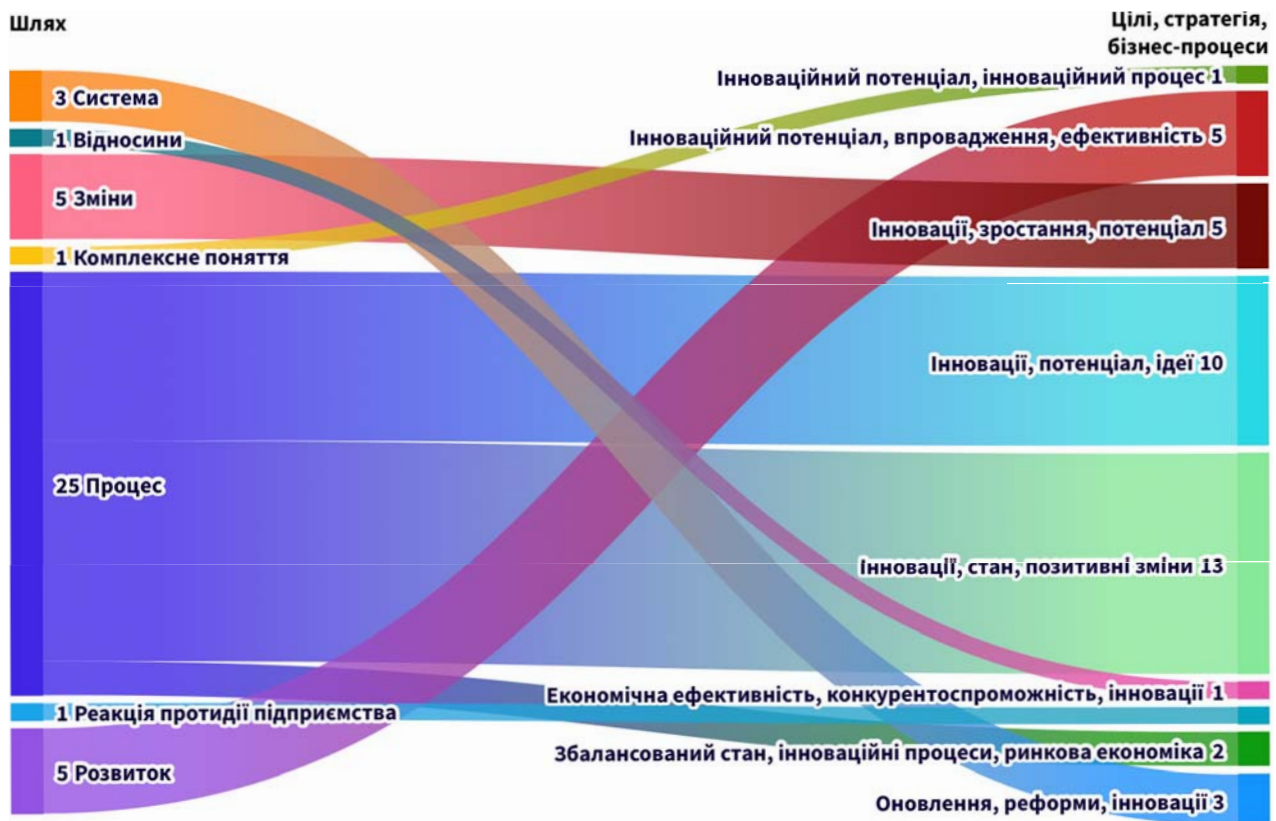 Шлях
Цілі, стратегія,
бізнес-процеси
3 Система
1 Відносини
5 Зміни
1 Комплексне поняття
25 Процес
1 Реакція протидії підприємства
5 Розвиток
Інноваційний потенціал, інноваційний процес 1
Інноваційний потенціал, впровадження, ефективність 5
Інновації, зростання, потенціал 5
Інновації, потенціал, ідеї 10
Інновації, стан, позитивні зміни 13
Економічна ефективність, конкурентоспроможність, інновації 1
Збалансований стан, інноваційні процеси, ринкова економіка 2
Оновлення, реформи, інновації 3